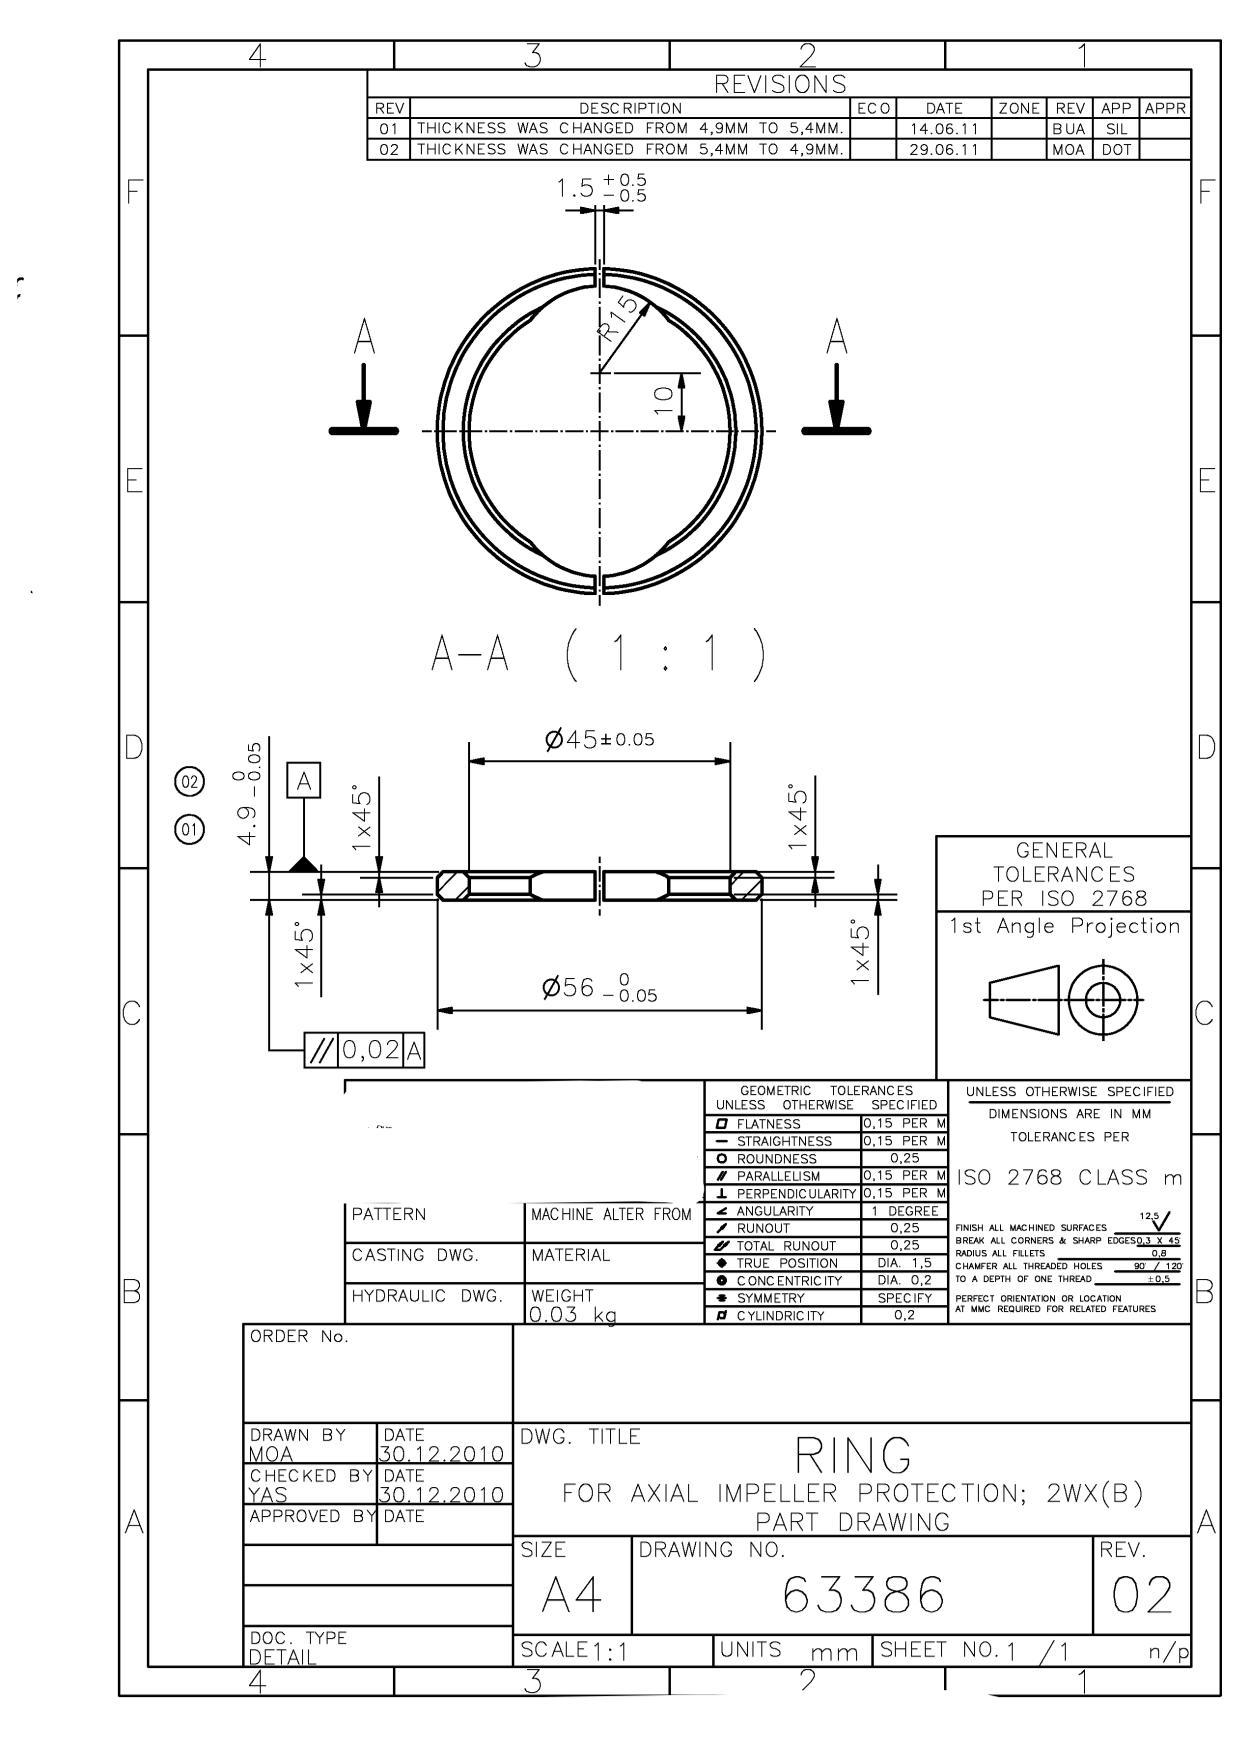 4 3 2 1
REVISIONS
REV DESCRIPTION ECO DATE ZONE REV APP APPR
01 THICKNESS WAS CHANGED FROM 4,9MM TO 5,4MM. 14.06.11 BUA SIL
02 THICKNESS WAS CHANGED FROM 5,4MM TO 4,9MM. 29.06.11 MOA DOT
F F
1.5 +0.5 -0.5
R15
A A
10
E E
A-A ( 1 : 1 )
D D
Ø45±0.05
02
01
4.9 0 -0.05
A
1x45°
1x45°
1x45°
1x45°
Ø56 0 -0.05
// 0,02 A
GENERAL
TOLERANCES
PER ISO 2768
1st Angle Projection
C C
GEOMETRIC TOLERANCES
UNLESS OTHERWISE SPECIFIED
FLATNESS 0,15 PER M
STRAIGHTNESS 0,15 PER M
ROUNDNESS 0,25
PARALLELISM 0,15 PER M
PERPENDICULARITY 0,15 PER M
ANGULARITY 1 DEGREE
RUNOUT 0,25
TOTAL RUNOUT 0,25
TRUE POSITION DIA. 1,5
CONCENTRICITY DIA. 0,2
SYMMETRY SPECIFY
CYLINDRICITY 0,2
UNLESS OTHERWISE SPECIFIED
DIMENSIONS ARE IN MM
TOLERANCES PER
ISO 2768 CLASS m
12,5
FINISH ALL MACHINED SURFACES
BREAK ALL CORNERS & SHARP EDGES 0,3 X 45
RADIUS ALL FILLETS 0,8
CHAMFER ALL THREADED HOLES 90° / 120°
TO A DEPTH OF ONE THREAD ±0,5
PERFECT ORIENTATION OR LOCATION
AT MMC REQUIRED FOR RELATED FEATURES
PATTERN MACHINE ALTER FROM
CASTING DWG. MATERIAL
HYDRAULIC DWG. WEIGHT
0.03 kg
B B
ORDER No.
DRAWN BY DATE
MOA 30.12.2010
CHECKED BY DATE
YAS 30.12.2010
APPROVED BY DATE
DWG. TITLE
RING
FOR AXIAL IMPELLER PROTECTION; 2WX(B)
PART DRAWING
A A
SIZE DRAWING NO. REV.
A4 63386 02
DOC. TYPE
DETAIL
SCALE 1:1 UNITS mm SHEET NO. 1 /1 n/p
4 3 2 1